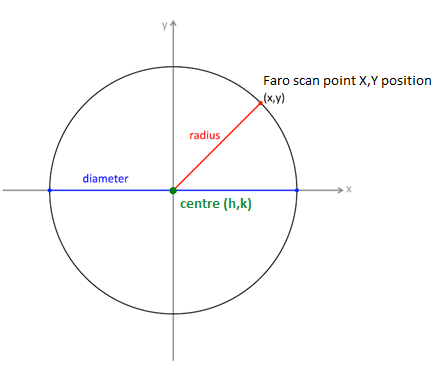 y
Faro scan point X,Y position
(x,y)
radius
diameter
x
centre (h,k)